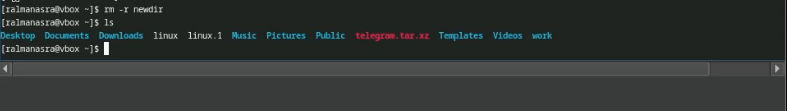 [ralmanasra@vbox ~]$ rm -r newdir
[ralmanasra@vbox ~]$ ls
Desktop Documents Downloads linux linux.1 Music Pictures Public telegram.tar.xz Templates Videos work
[ralmanasra@vbox ~]$